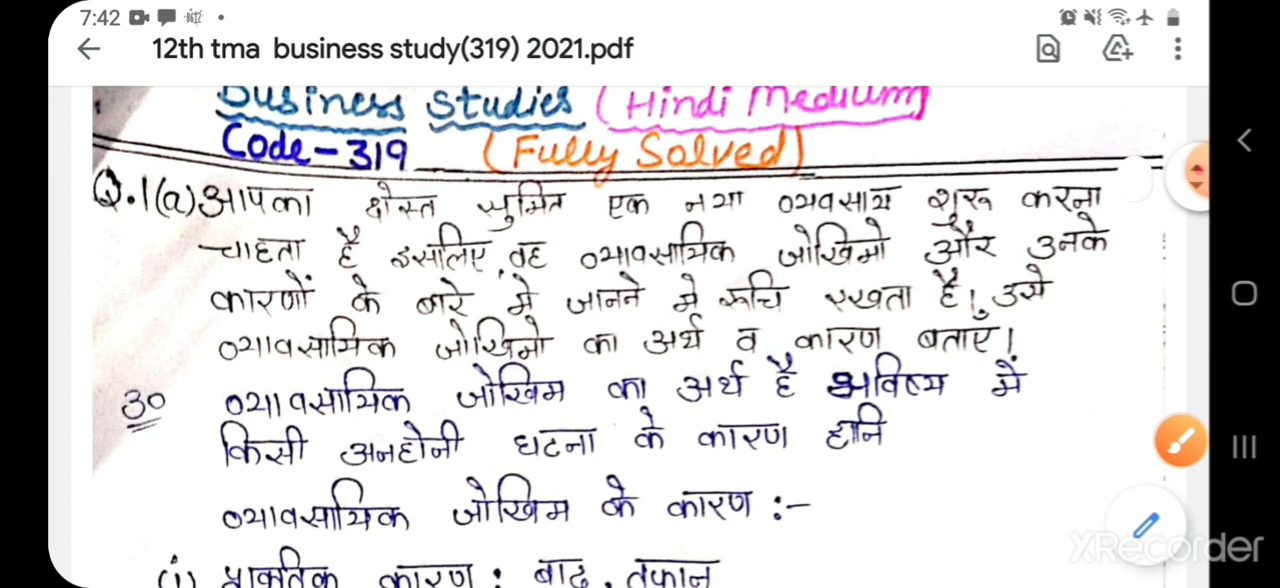 7:42
12th tma business study(319) 2021.pdf
Business Studies (Hindi Medium)
Code-319 (Fully Solved)
Q.1(a) आपका दोस्त सुमित एक नया व्यवसाय शुरू करना
चाहता है इसलिए, वह व्यावसायिक जोखिमो और उनके
कारणों के बारे में जानने में रूचि रखता है। उसे
व्यावसायिक जोखिमो का अर्थ व कारण बताए।
उ० व्यावसायिक जोखिम का अर्थ है भविष्य में
किसी अनहोनी घटना के कारण हानि
व्यावसायिक जोखिम के कारण :-
(i) प्राकृतिक कारण : बाढ़, तूफान
XRecorder